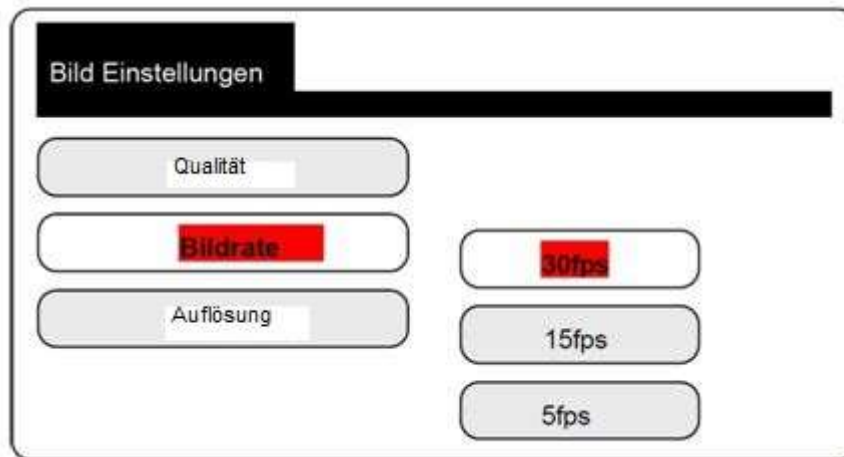 Bild Einstellungen
Qualität
Bildrate
Auflösung
30fps
15fps
5fps